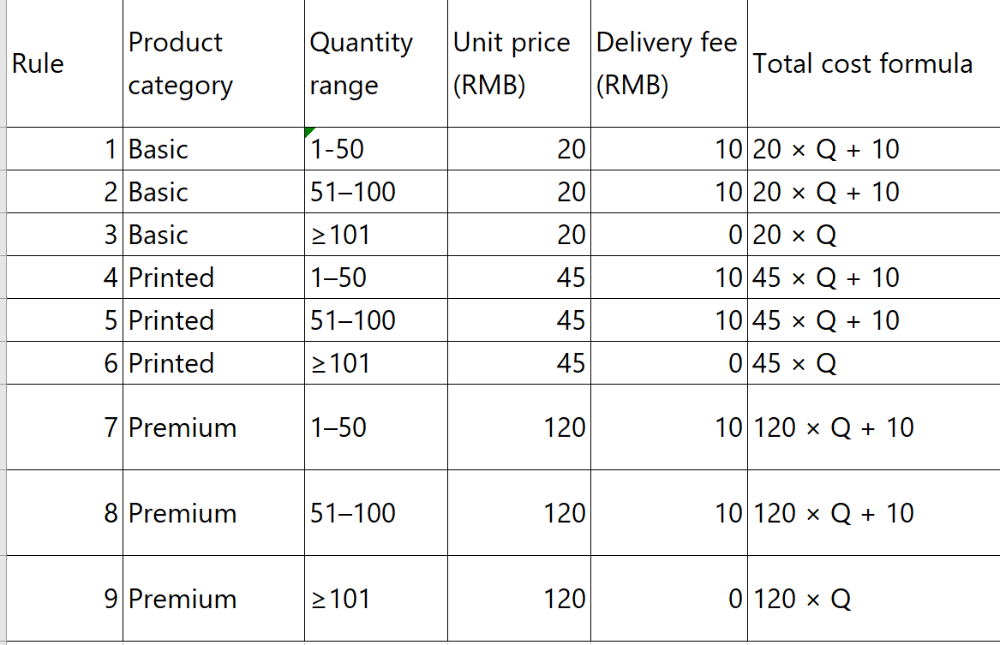 Rule Product category Quantity range Unit price (RMB) Delivery fee (RMB) Total cost formula
1 Basic 1-50 20 10 20 × Q + 10
2 Basic 51–100 20 10 20 × Q + 10
3 Basic ≥101 20 0 20 × Q
4 Printed 1–50 45 10 45 × Q + 10
5 Printed 51–100 45 10 45 × Q + 10
6 Printed ≥101 45 0 45 × Q
7 Premium 1–50 120 10 120 × Q + 10
8 Premium 51–100 120 10 120 × Q + 10
9 Premium ≥101 120 0 120 × Q